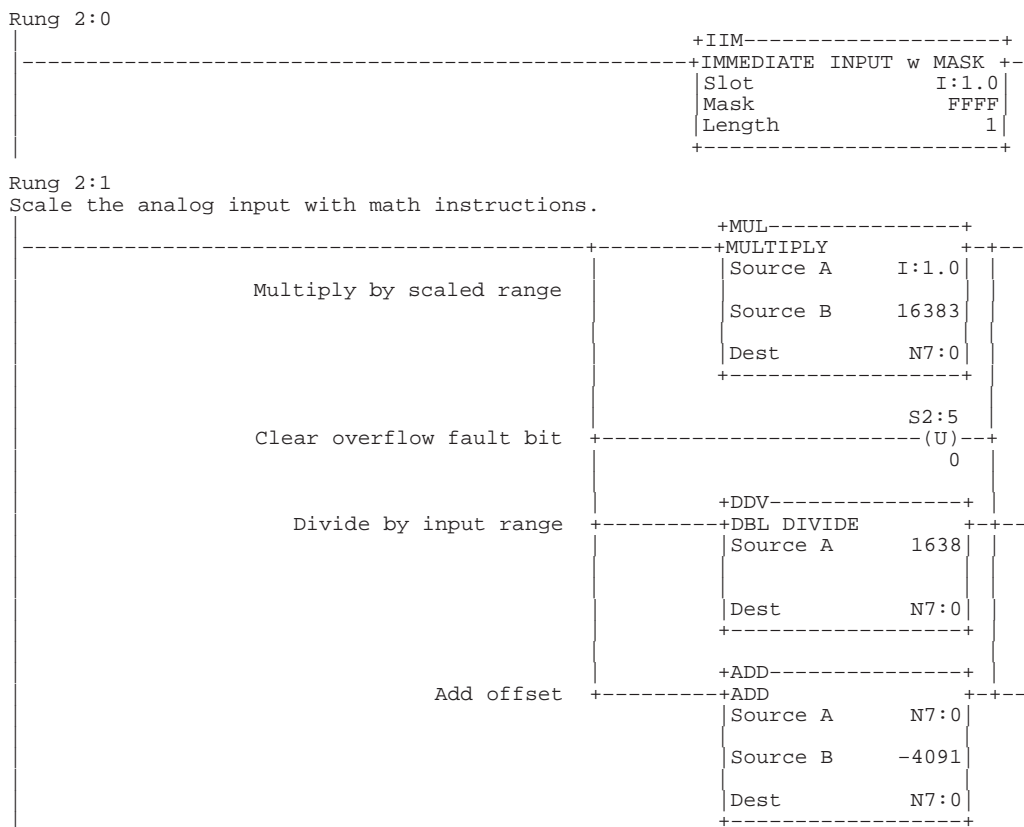 Rung 2:0
+IIM--------------------+
IMMEDIATE INPUT w MASK
Slot I:1.0
Mask FFFF
Length 1
Rung 2:1
Scale the analog input with math instructions.
+MUL---------------+
MULTIPLY
Source A I:1.0
Multiply by scaled range
Source B 16383
Dest N7:0
S2:5
Clear overflow fault bit (U)
0
+DDV---------------+
Divide by input range DBL DIVIDE
Source A 1638
Dest N7:0
+ADD---------------+
Add offset ADD
Source A N7:0
Source B -4091
Dest N7:0